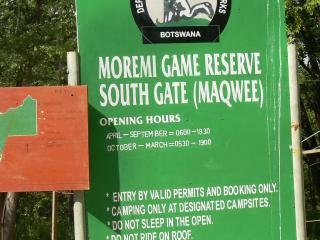 BOTSWANA
MOREMI GAME RESERVE
SOUTH GATE (MAQWEE)
OPENING HOURS
APRIL - SEPTEMBER = 0600 - 1830
OCTOBER - MARCH = 0530 - 1900
* ENTRY BY VALID PERMITS AND BOOKING ONLY.
* CAMPING ONLY AT DESIGNATED CAMPSITES.
* DO NOT SLEEP IN THE OPEN.
* DO NOT RIDE ON ROOF.